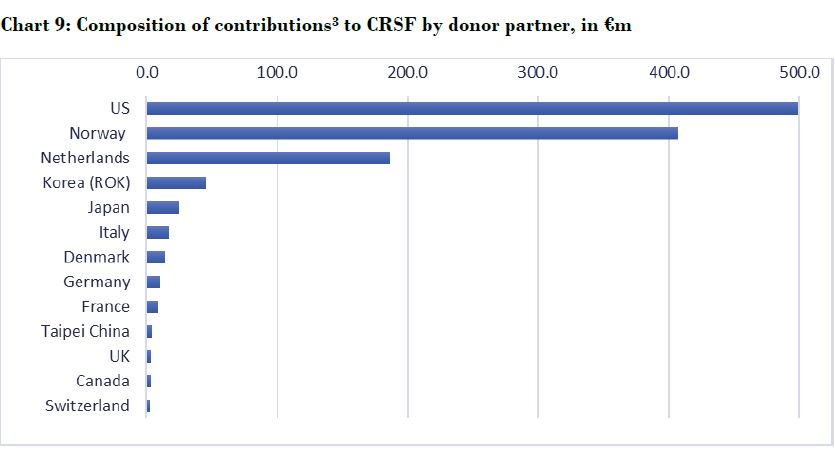 Chart 9: Composition of contributions³ to CRSF by donor partner, in €m
0.0 100.0 200.0 300.0 400.0 500.0
US
Norway
Netherlands
Korea (ROK)
Japan
Italy
Denmark
Germany
France
Taipei China
UK
Canada
Switzerland